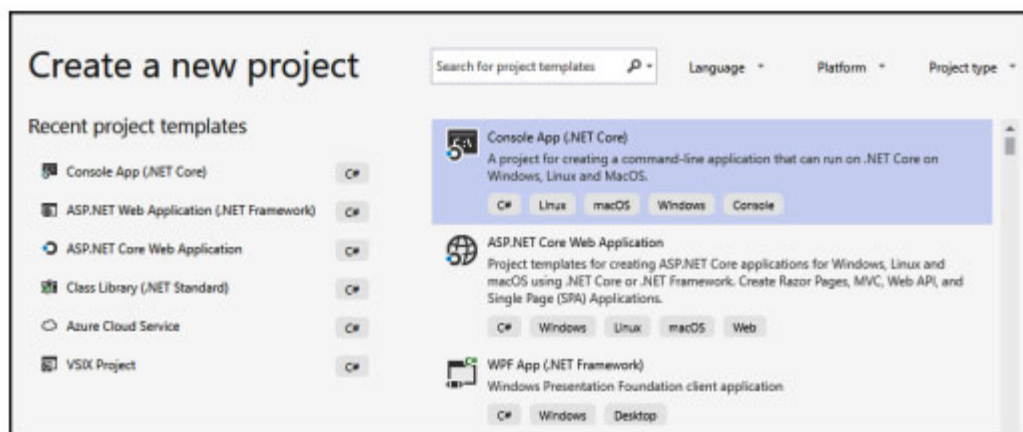 Create a new project
Search for project templates
Language
Platform
Project type
Recent project templates
Console App (.NET Core) C#
ASP.NET Web Application (.NET Framework) C#
ASP.NET Core Web Application C#
Class Library (.NET Standard) C#
Azure Cloud Service C#
VSIX Project C#
Console App (.NET Core)
A project for creating a command-line application that can run on .NET Core on
Windows, Linux and MacOS.
C# Linux macOS Windows Console
ASP.NET Core Web Application
Project templates for creating ASP.NET Core applications for Windows, Linux and
macOS using .NET Core or .NET Framework. Create Razor Pages, MVC, Web API, and
Single Page (SPA) Applications.
C# Windows Linux macOS Web
WPF App (.NET Framework)
Windows Presentation Foundation client application
C# Windows Desktop